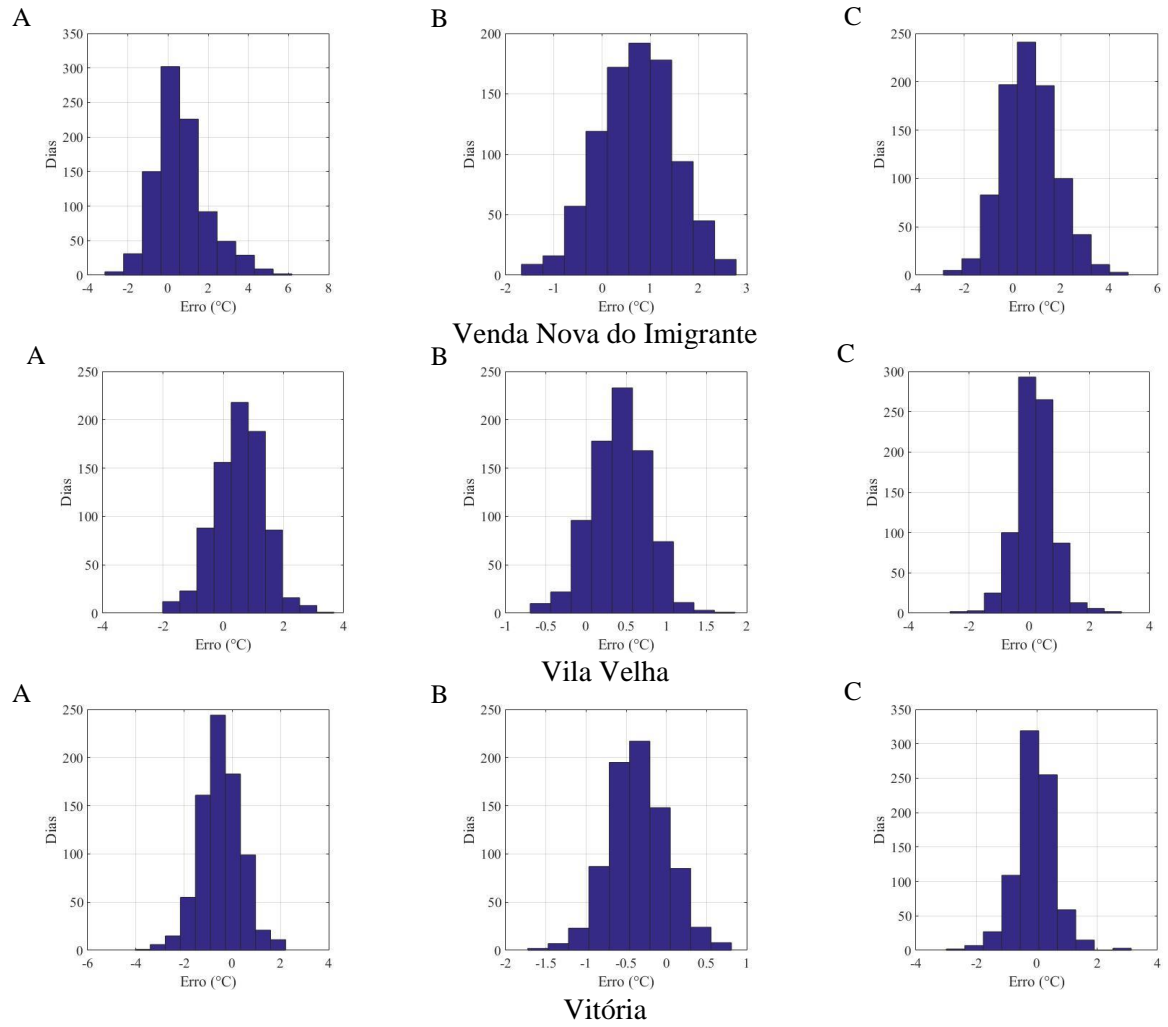 A
B
C
350
300
250
200
150
100
50
0
Dias
-4 -2 0 2 4 6 8
Erro (°C)
200
150
100
50
0
Dias
-2 -1 0 1 2 3
Erro (°C)
250
200
150
100
50
0
Dias
-4 -2 0 2 4 6
Erro (°C)
Venda Nova do Imigrante
A
B
C
250
200
150
100
50
0
Dias
-4 -2 0 2 4
Erro (°C)
250
200
150
100
50
0
Dias
-1 -0.5 0 0.5 1 1.5 2
Erro (°C)
300
250
200
150
100
50
0
Dias
-4 -2 0 2 4
Erro (°C)
Vila Velha
A
B
C
250
200
150
100
50
0
Dias
-6 -4 -2 0 2 4
Erro (°C)
250
200
150
100
50
0
Dias
-2 -1.5 -1 -0.5 0 0.5 1
Erro (°C)
350
300
250
200
150
100
50
0
Dias
-4 -2 0 2 4
Erro (°C)
Vitória